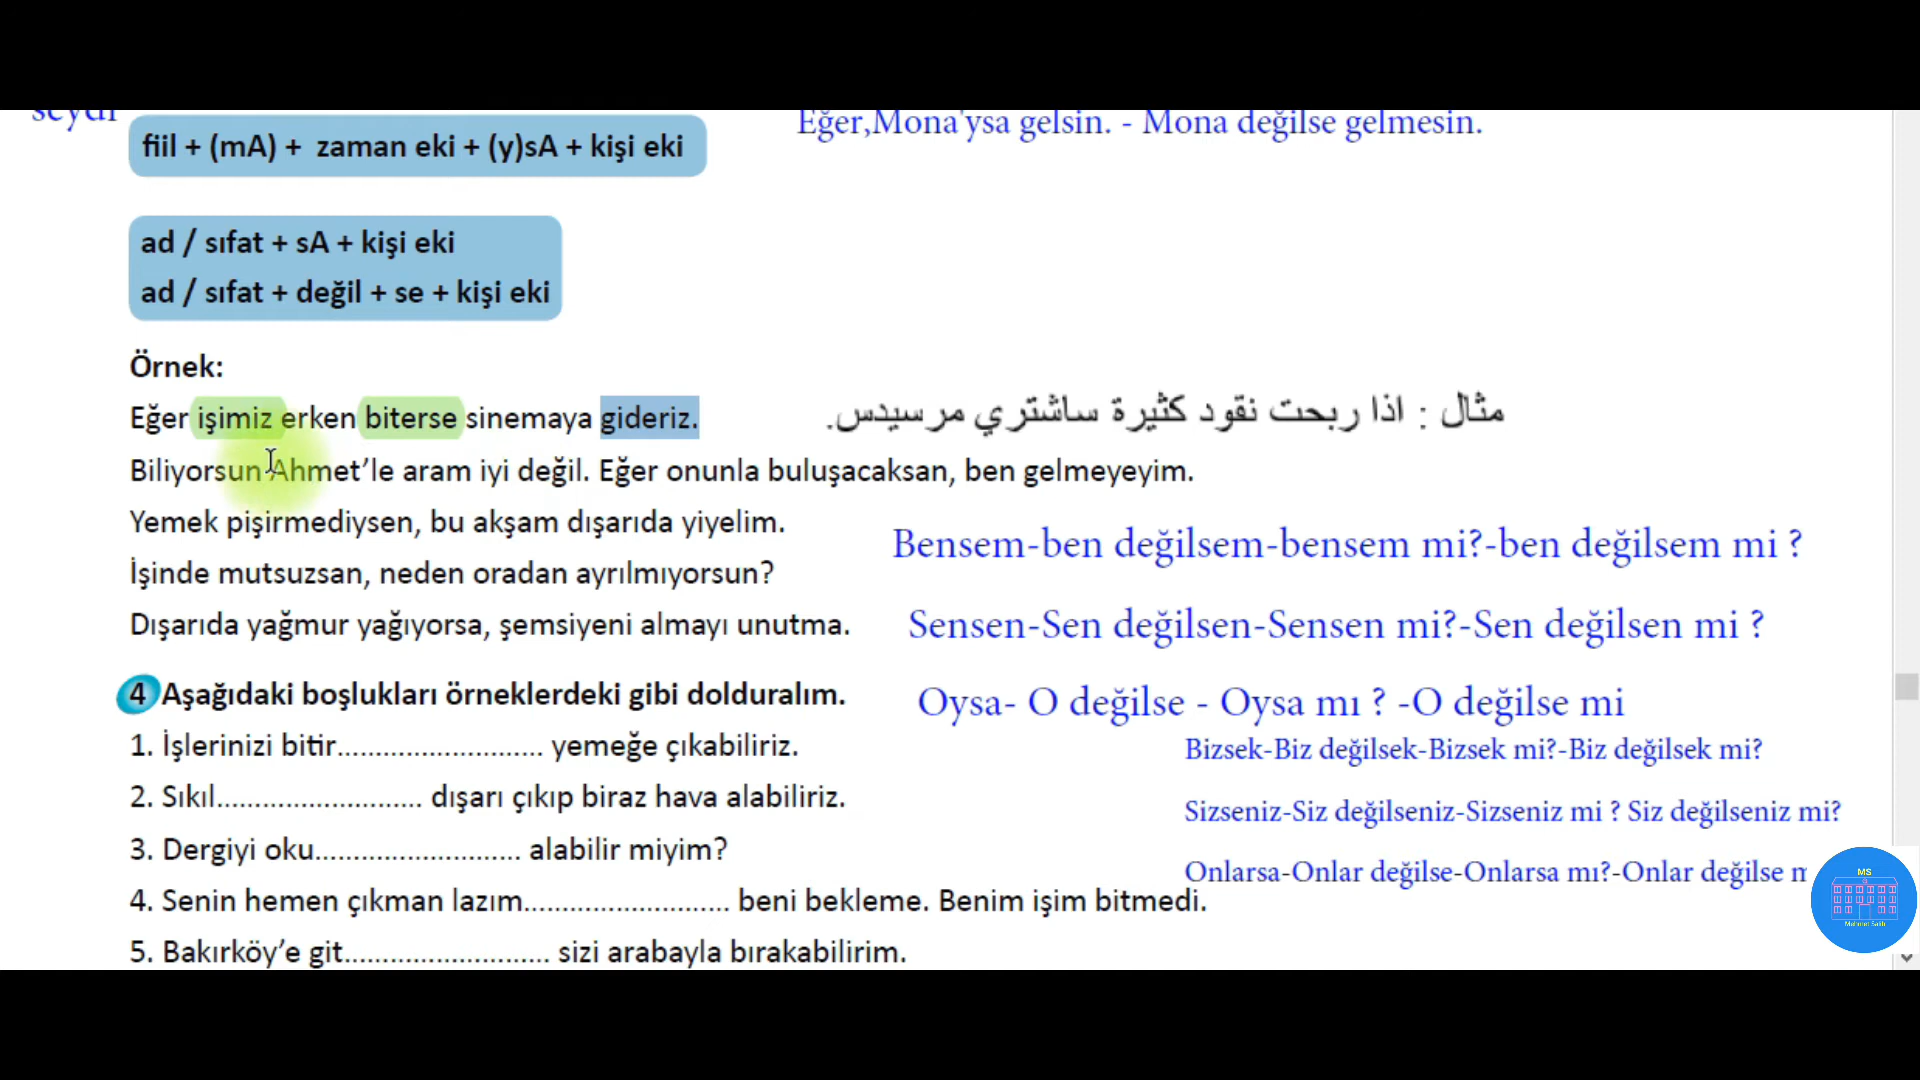 seydi
Eğer,Mona'ysa gelsin. - Mona değilse gelmesin.
fiil + (mA) + zaman eki + (y)sA + kişi eki
ad / sıfat + sA + kişi eki
ad / sıfat + değil + se + kişi eki
Örnek:
Eğer işimiz erken biterse sinemaya gideriz.
مثال : اذا ربحت نقود كثيرة ساشتري مرسيدس.
Biliyorsun Ahmet’le aram iyi değil. Eğer onunla buluşacaksan, ben gelmeyeyim.
Yemek pişirmediysen, bu akşam dışarıda yiyelim.
Bensem-ben değilsem-bensem mi?-ben değilsem mi ?
İşinde mutsuzsan, neden oradan ayrılmıyorsun?
Dışarıda yağmur yağıyorsa, şemsiyeni almayı unutma.
Sensen-Sen değilsen-Sensen mi?-Sen değilsen mi ?
4 Aşağıdaki boşlukları örneklerdeki gibi dolduralım.
Oysa- O değilse - Oysa mı ? -O değilse mi
1. İşlerinizi bitir.......................... yemeğe çıkabiliriz.
Bizsek-Biz değilsek-Bizsek mi?-Biz değilsek mi?
2. Sıkıl.......................... dışarı çıkıp biraz hava alabiliriz.
Sizseniz-Siz değilseniz-Sizseniz mi ? Siz değilseniz mi?
3. Dergiyi oku.......................... alabilir miyim?
Onlarsa-Onlar değilse-Onlarsa mı?-Onlar değilse m
4. Senin hemen çıkman lazım.......................... beni bekleme. Benim işim bitmedi.
5. Bakırköy’e git.......................... sizi arabayla bırakabilirim.
MS
Mehmet Salih